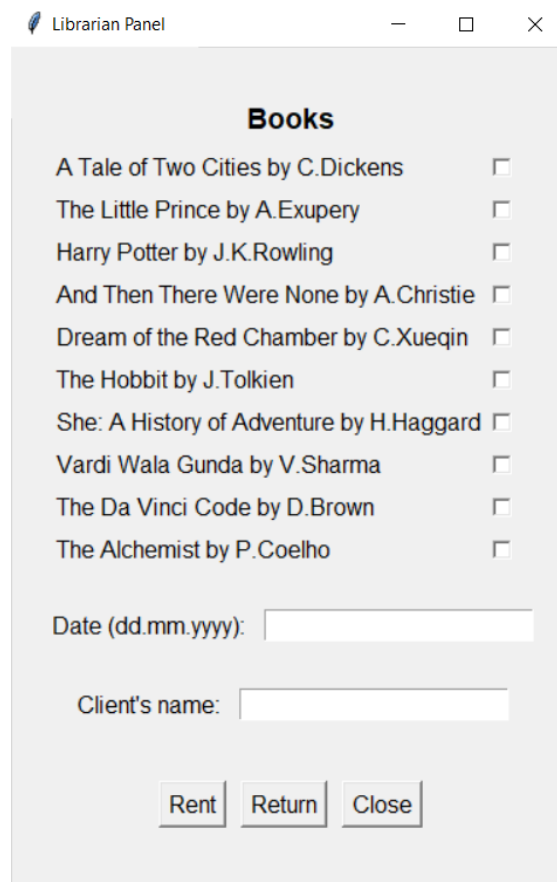 Librarian Panel
Books
A Tale of Two Cities by C.Dickens
The Little Prince by A.Exupery
Harry Potter by J.K.Rowling
And Then There Were None by A.Christie
Dream of the Red Chamber by C.Xueqin
The Hobbit by J.Tolkien
She: A History of Adventure by H.Haggard
Vardi Wala Gunda by V.Sharma
The Da Vinci Code by D.Brown
The Alchemist by P.Coelho
Date (dd.mm.yyyy):
Client's name:
Rent Return Close